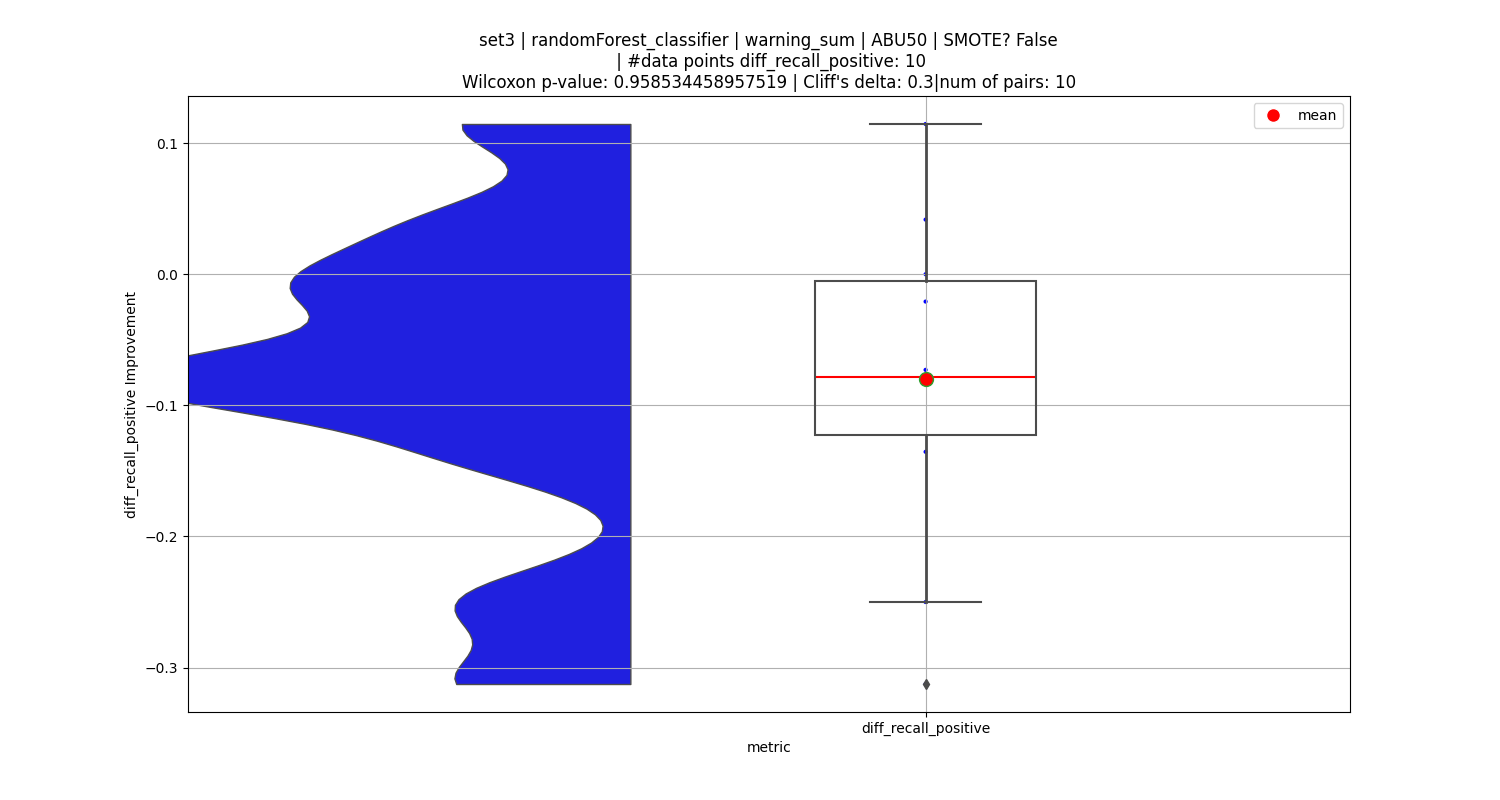 set3 | randomForest_classifier | warning_sum | ABU50 | SMOTE? False
| #data points diff_recall_positive: 10
Wilcoxon p-value: 0.958534458957519 | Cliff's delta: 0.3|num of pairs: 10
mean
0.1
0.0
−0.1
−0.2
−0.3
diff_recall_positive Improvement
diff_recall_positive
metric